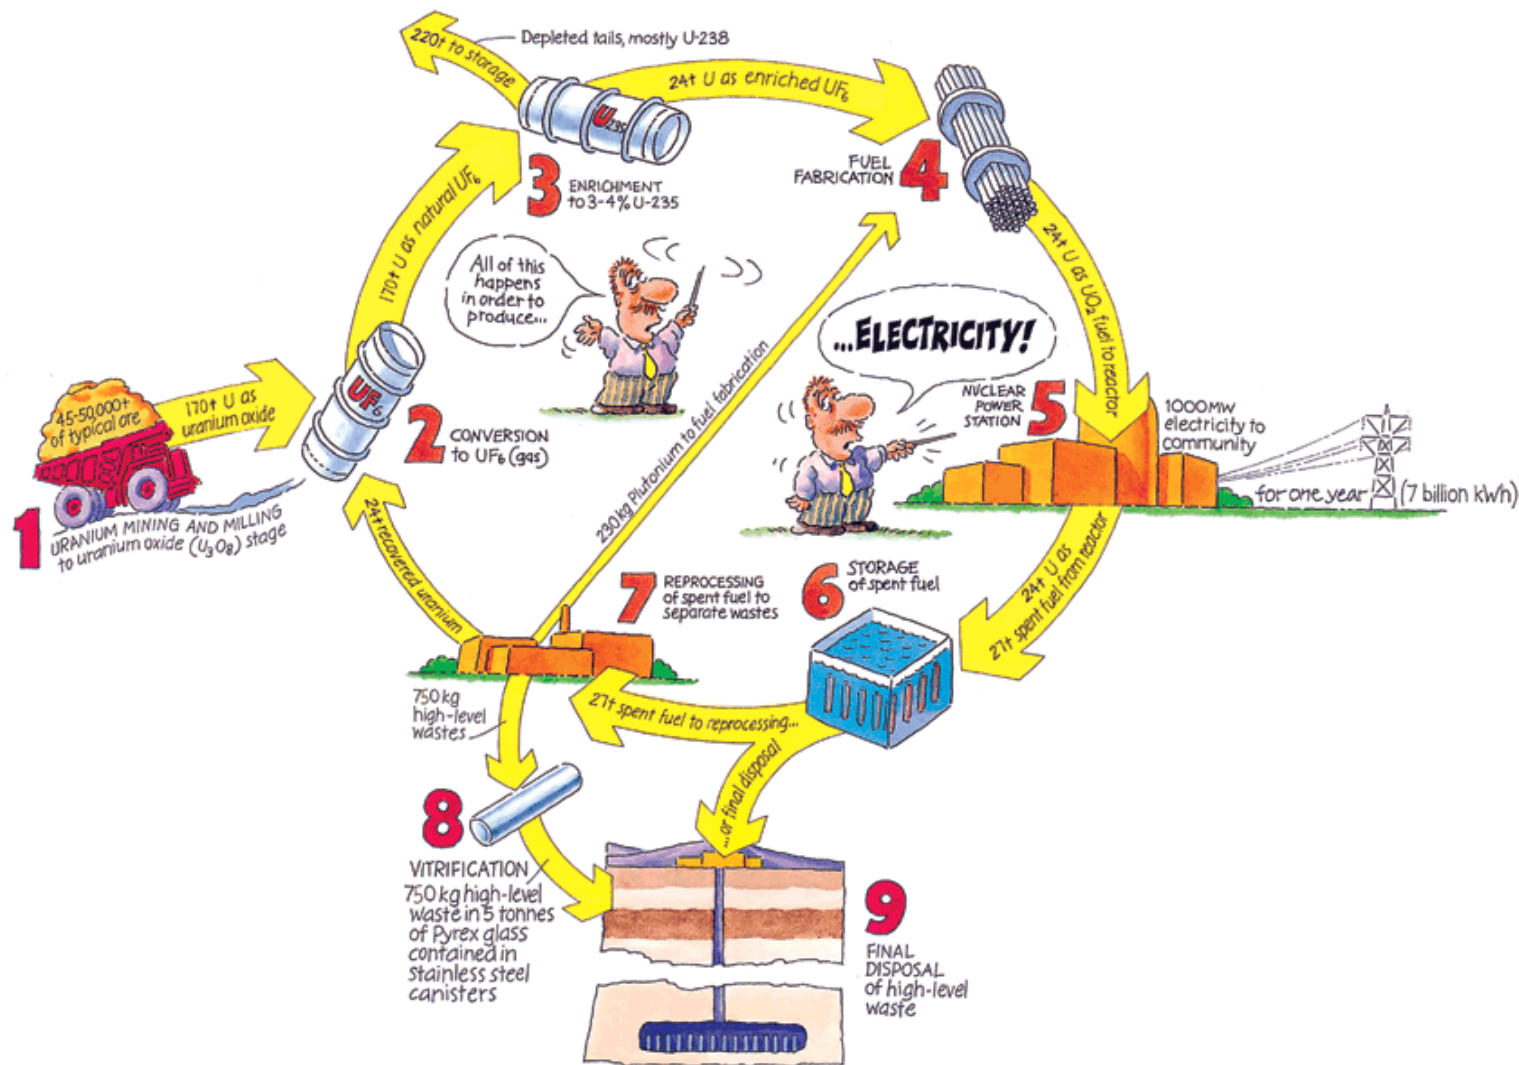 220t to storage
Depleted tails, mostly U-238
24t U as enriched UF6
U235
3
ENRICHMENT
to 3-4% U-235
FUEL
FABRICATION
4
170t U as natural UF6
24t U as UO2 fuel to reactor
All of this
happens
in order to
produce...
...ELECTRICITY!
45-50,000t
of typical ore
170t U as
uranium oxide
UF6
2
CONVERSION
to UF6 (gas)
1
URANIUM MINING AND MILLING
to uranium oxide (U3O8) stage
230kg Plutonium to fuel fabrication
NUCLEAR
POWER
STATION
5
1000MW
electricity to
community
for one year
(7 billion kWh)
24t recovered uranium
7
REPROCESSING
of spent fuel to
separate wastes
6
STORAGE
of spent fuel
24t U as
27t spent fuel from reactor
750 kg
high-level
wastes
27t spent fuel to reprocessing...
...or final disposal
8
VITRIFICATION
750 kg high-level
waste in 5 tonnes
of Pyrex glass
contained in
stainless steel
canisters
9
FINAL
DISPOSAL
of high-level
waste